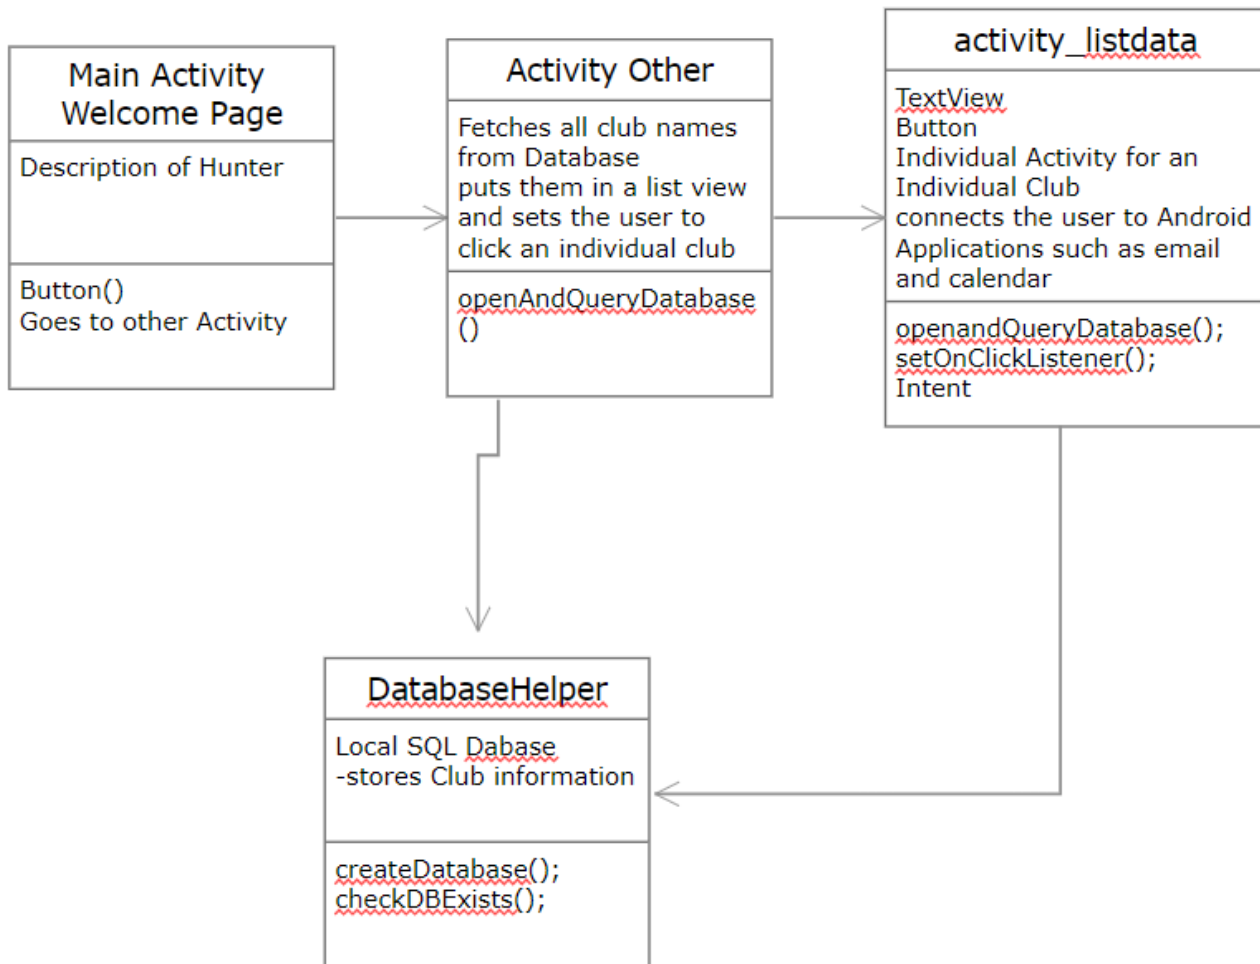 Main Activity
Welcome Page
Description of Hunter
Button()
Goes to other Activity
Activity Other
Fetches all club names
from Database
puts them in a list view
and sets the user to
click an individual club
openAndQueryDatabase
()
activity_listdata
TextView
Button
Individual Activity for an
Individual Club
connects the user to Android
Applications such as email
and calendar
openandQueryDatabase();
setOnClickListener();
Intent
DatabaseHelper
Local SQL Dabase
-stores Club information
createDatabase();
checkDBExists();